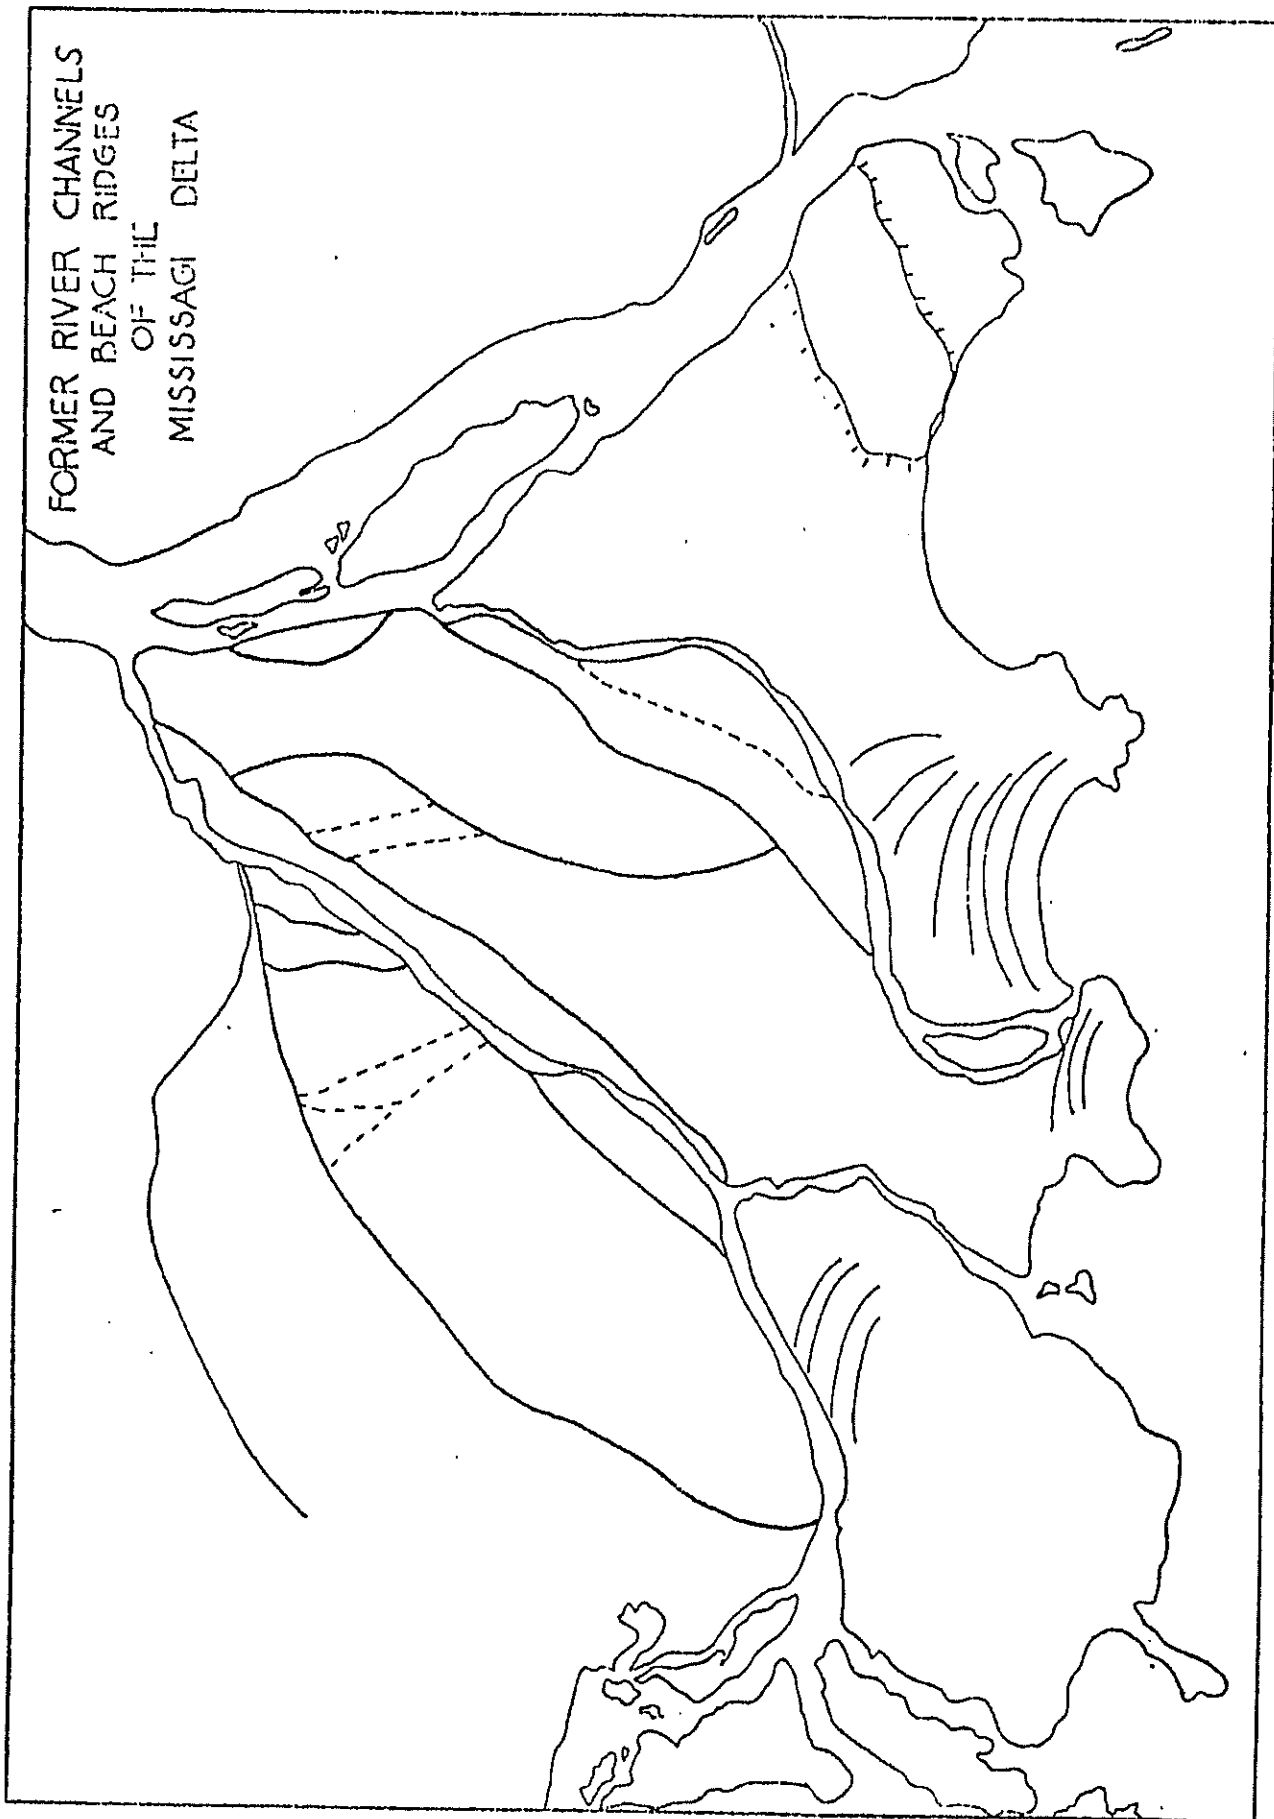 FORMER RIVER CHANNELS
AND BEACH RIDGES
OF THE
MISSISSAGI DELTA